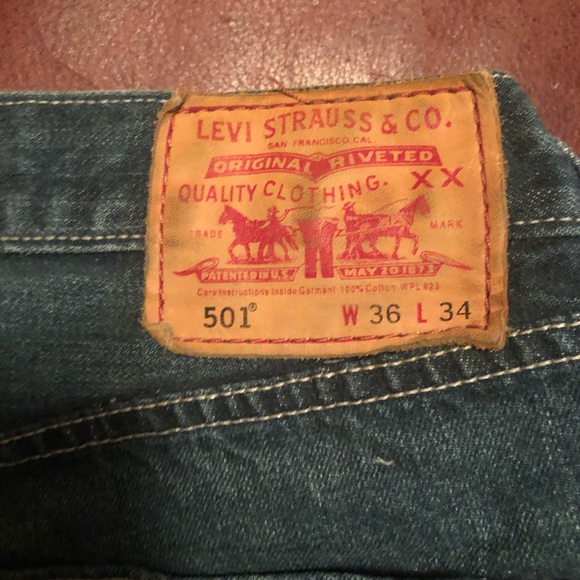 LEVI STRAUSS & CO.
SAN FRANCISCO, CAL.
ORIGINAL RIVETED
QUALITY CLOTHING. XX
TRADE MARK
PATENTED IN U.S. MAY 20 1873
Care Instructions Inside Garment 100% Cotton WPL 423
501® W 36 L 34